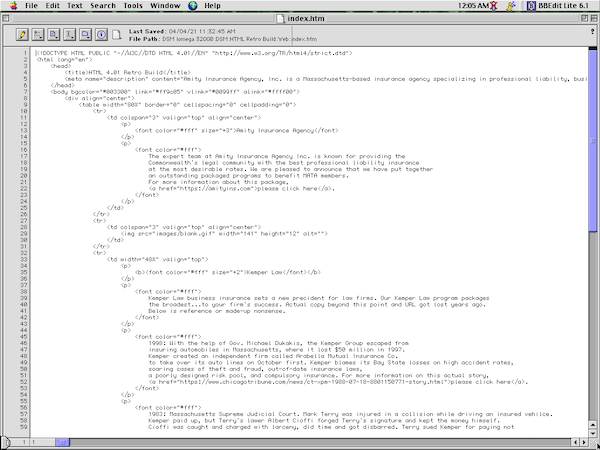 File Edit Text Search Tools Window Help 12:05 AM BBEdit Lite 6.1
index.htm
Last Saved: 04/04/21 11:32:45 AM
File Path: DSM Iomega 320GB:DSM:HTML Retro Build:Web:index.htm
1 <!DOCTYPE HTML PUBLIC "-//W3C//DTD HTML 4.01//EN" "http://www.w3.org/TR/html4/strict.dtd">
2 <html lang="en">
3 <head>
4 <title>HTML 4.01 Retro Build</title>
5 <meta name="description" content="Amity Insurance Agency, Inc. is a Massachusetts-based insurance agency specializing in professional liability, busi
6 </head>
7 <body bgcolor="#003300" link="#ff9c05" vlink="#0099ff" alink="#ffff00">
8 <div align="center">
9 <table width="80%" border="0" cellspacing="0" cellpadding="0">
10 <tr>
11 <td colspan="3" valign="top" align="center">
12 <p>
13 <font color="#fff" size="+3">Amity Insurance Agency</font>
14 </p>
15 <p>
16 <font color="#fff">
17 The expert team at Amity Insurance Agency Inc. is known for providing the
18 Commonwealth's legal community with the best professional liability insurance
19 at the most desirable rates. We are pleased to announce that we have put together
20 an outstanding packaged programs to benefit MATA members.
21 For more information about this package,
22 <a href="https://amityins.com">please click here</a>.
23 </font>
24 </p>
25 </td>
26 </tr>
27 <tr>
28 <td colspan="3" valign="top" align="center">
29 <img src="images/blank.gif" width="141" height="12" alt="">
30 </td>
31 </tr>
32 <tr>
33 <td width="48%" valign="top">
34 <p>
35 <b><font color="#fff" size="+2">Kemper Law</font></b>
36 </p>
37 <p>
38 <font color="#fff">
39 Kemper Law business insurance sets a new precident for law firms. Our Kemper Law program packages
40 the broadest...to your firm's success. Actual copy beyond this point and URL got lost years ago.
41 Below is reference or made-up nonsense.
42 </font>
43 </p>
44 <p>
45 <font color="#fff">
46 1998: With the help of Gov. Michael Dukakis, the Kemper Group escaped from
47 insuring automobiles in Massachusetts, where it lost $50 million in 1997.
48 Kemper created an independent firm called Arabella Mutual Insurance Co.
49 to take over its auto lines on October first. Kemper blames its Bay State losses on high accident rates,
50 soaring cases of theft and fraud, out-of-date insurance laws,
51 a poorly designed risk pool, and compulsory insurance. For more information on this actual story,
52 <a href="https://www.chicagotribune.com/news/ct-xpm-1988-07-18-8801150771-story.html">please click here</a>.
53 </font>
54 </p>
55 <p>
56 <font color="#fff">
57 1983: Massachusetts Supreme Judicial Court. Mark Terry was injured in a collision while driving an insured vehilce.
58 Kemper paid up, but Terry's lawer Albert Cioffi forged Terry's signature and kept the money himself.
59 Cioffi was caught and charged with larceny, did time and got disbarred. Terry sued Kemper for paying not
1 1